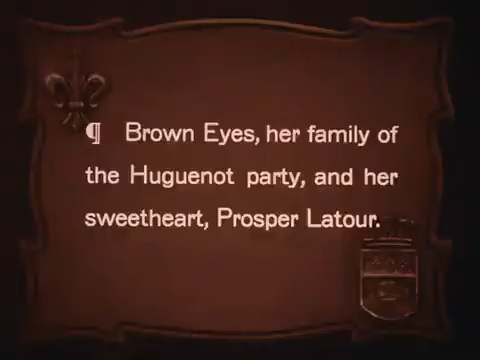 ¶ Brown Eyes, her family of
the Huguenot party, and her
sweetheart, Prosper Latour.